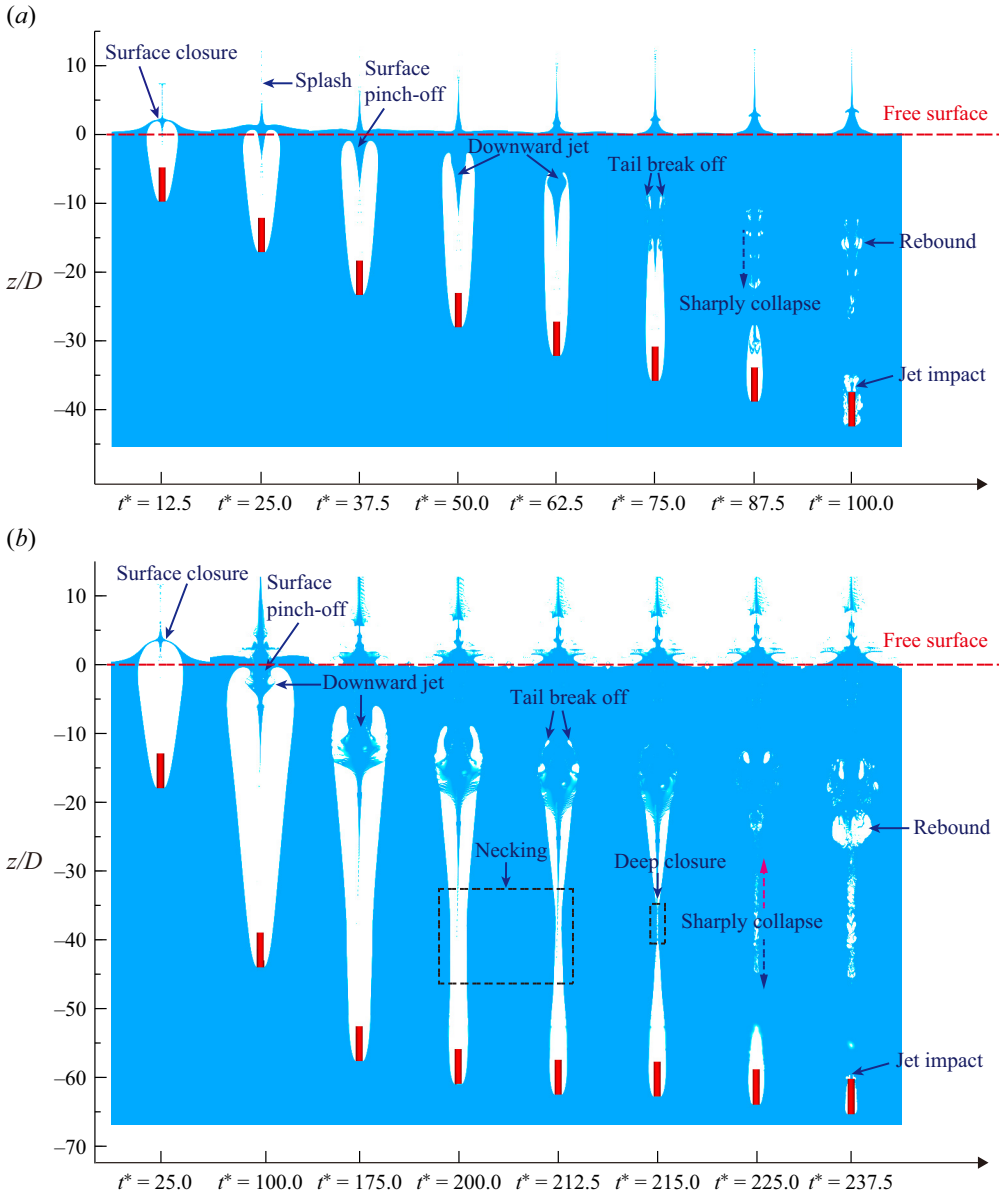 (a)
10
Surface closure
Splash
Surface
pinch-off
Free surface
0
Downward jet
Tail break off
–10
Rebound
z/D
–20
Sharply collapse
–30
Jet impact
–40
t* = 12.5 t* = 25.0 t* = 37.5 t* = 50.0 t* = 62.5 t* = 75.0 t* = 87.5 t* = 100.0
(b)
Surface closure
Surface
pinch-off
10
Free surface
0
Downward jet
Tail break off
–10
–20
Rebound
z/D
Necking
Deep closure
–30
Sharply collapse
–40
–50
Jet impact
–60
–70
t* = 25.0 t* = 100.0 t* = 175.0 t* = 200.0 t* = 212.5 t* = 215.0 t* = 225.0 t* = 237.5